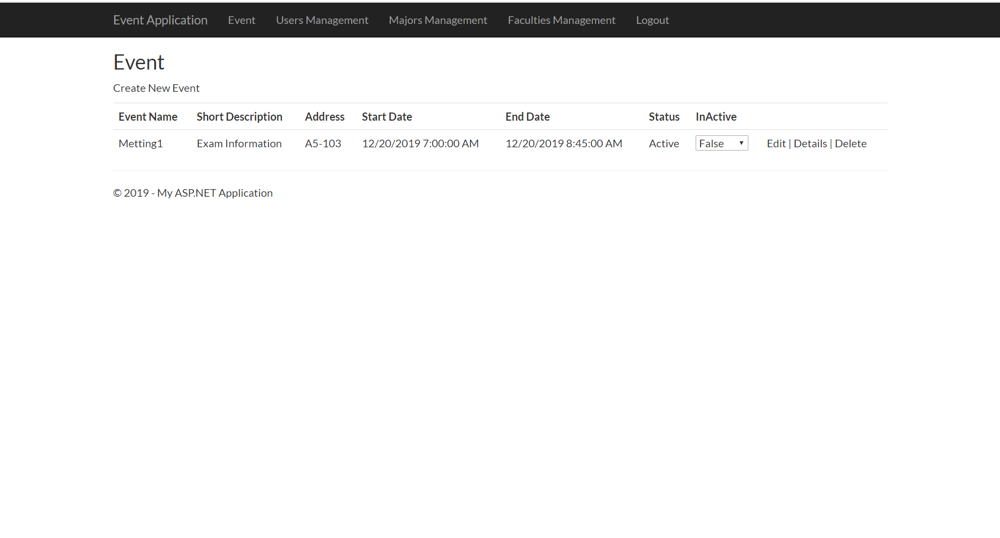 Event Application Event Users Management Majors Management Faculties Management Logout
Event
Create New Event
Event Name Short Description Address Start Date End Date Status InActive
Metting1 Exam Information A5-103 12/20/2019 7:00:00 AM 12/20/2019 8:45:00 AM Active False Edit | Details | Delete
© 2019 - My ASP.NET Application